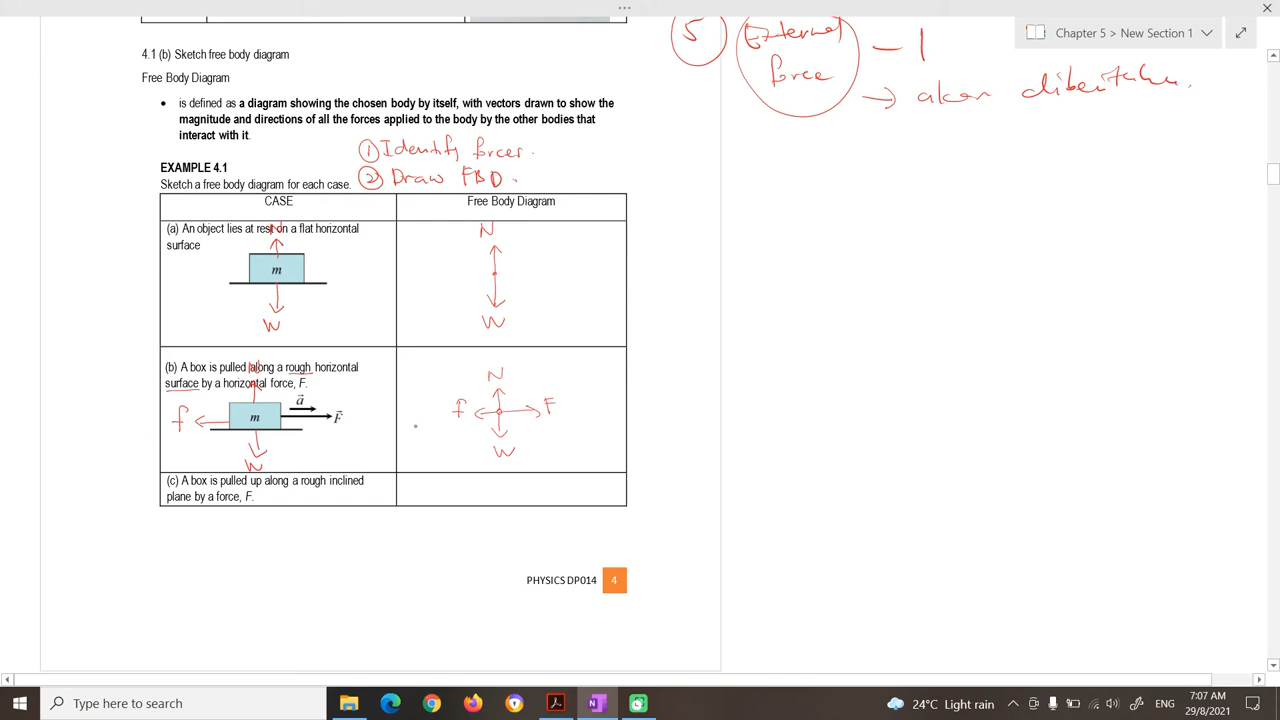 5 External force - 1
→ akan diberitahu.
Chapter 5 > New Section 1
4.1 (b) Sketch free body diagram
Free Body Diagram
• is defined as a diagram showing the chosen body by itself, with vectors drawn to show the
magnitude and directions of all the forces applied to the body by the other bodies that
interact with it.
① Identify forces.
EXAMPLE 4.1
② Draw FBD.
Sketch a free body diagram for each case.
CASE
Free Body Diagram
(a) An object lies at rest on a flat horizontal
surface
N
m
W
N
W
(b) A box is pulled along a rough horizontal
surface by a horizontal force, F.
N
a
f
m
F
W
N
f
F
W
(c) A box is pulled up along a rough inclined
plane by a force, F.
PHYSICS DP014 4
Type here to search
24°C Light rain
ENG
7:07 AM
29/8/2021